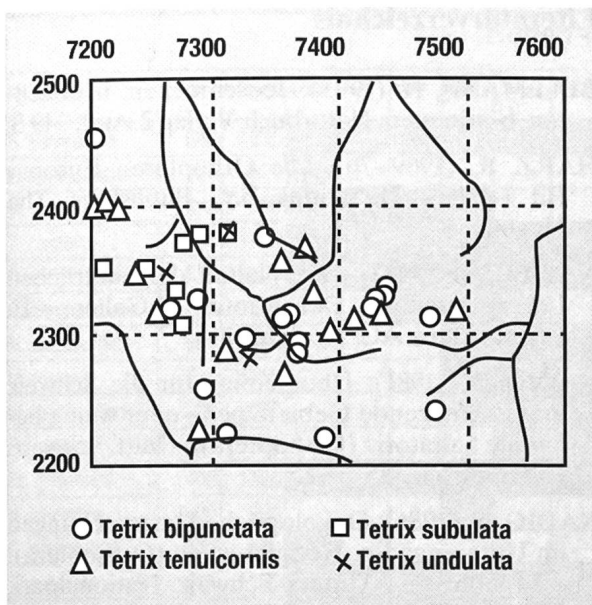 7200 7300 7400 7500 7600
2500
2400
2300
2200
Tetrix bipunctata Tetrix subulata
Tetrix tenuicornis Tetrix undulata